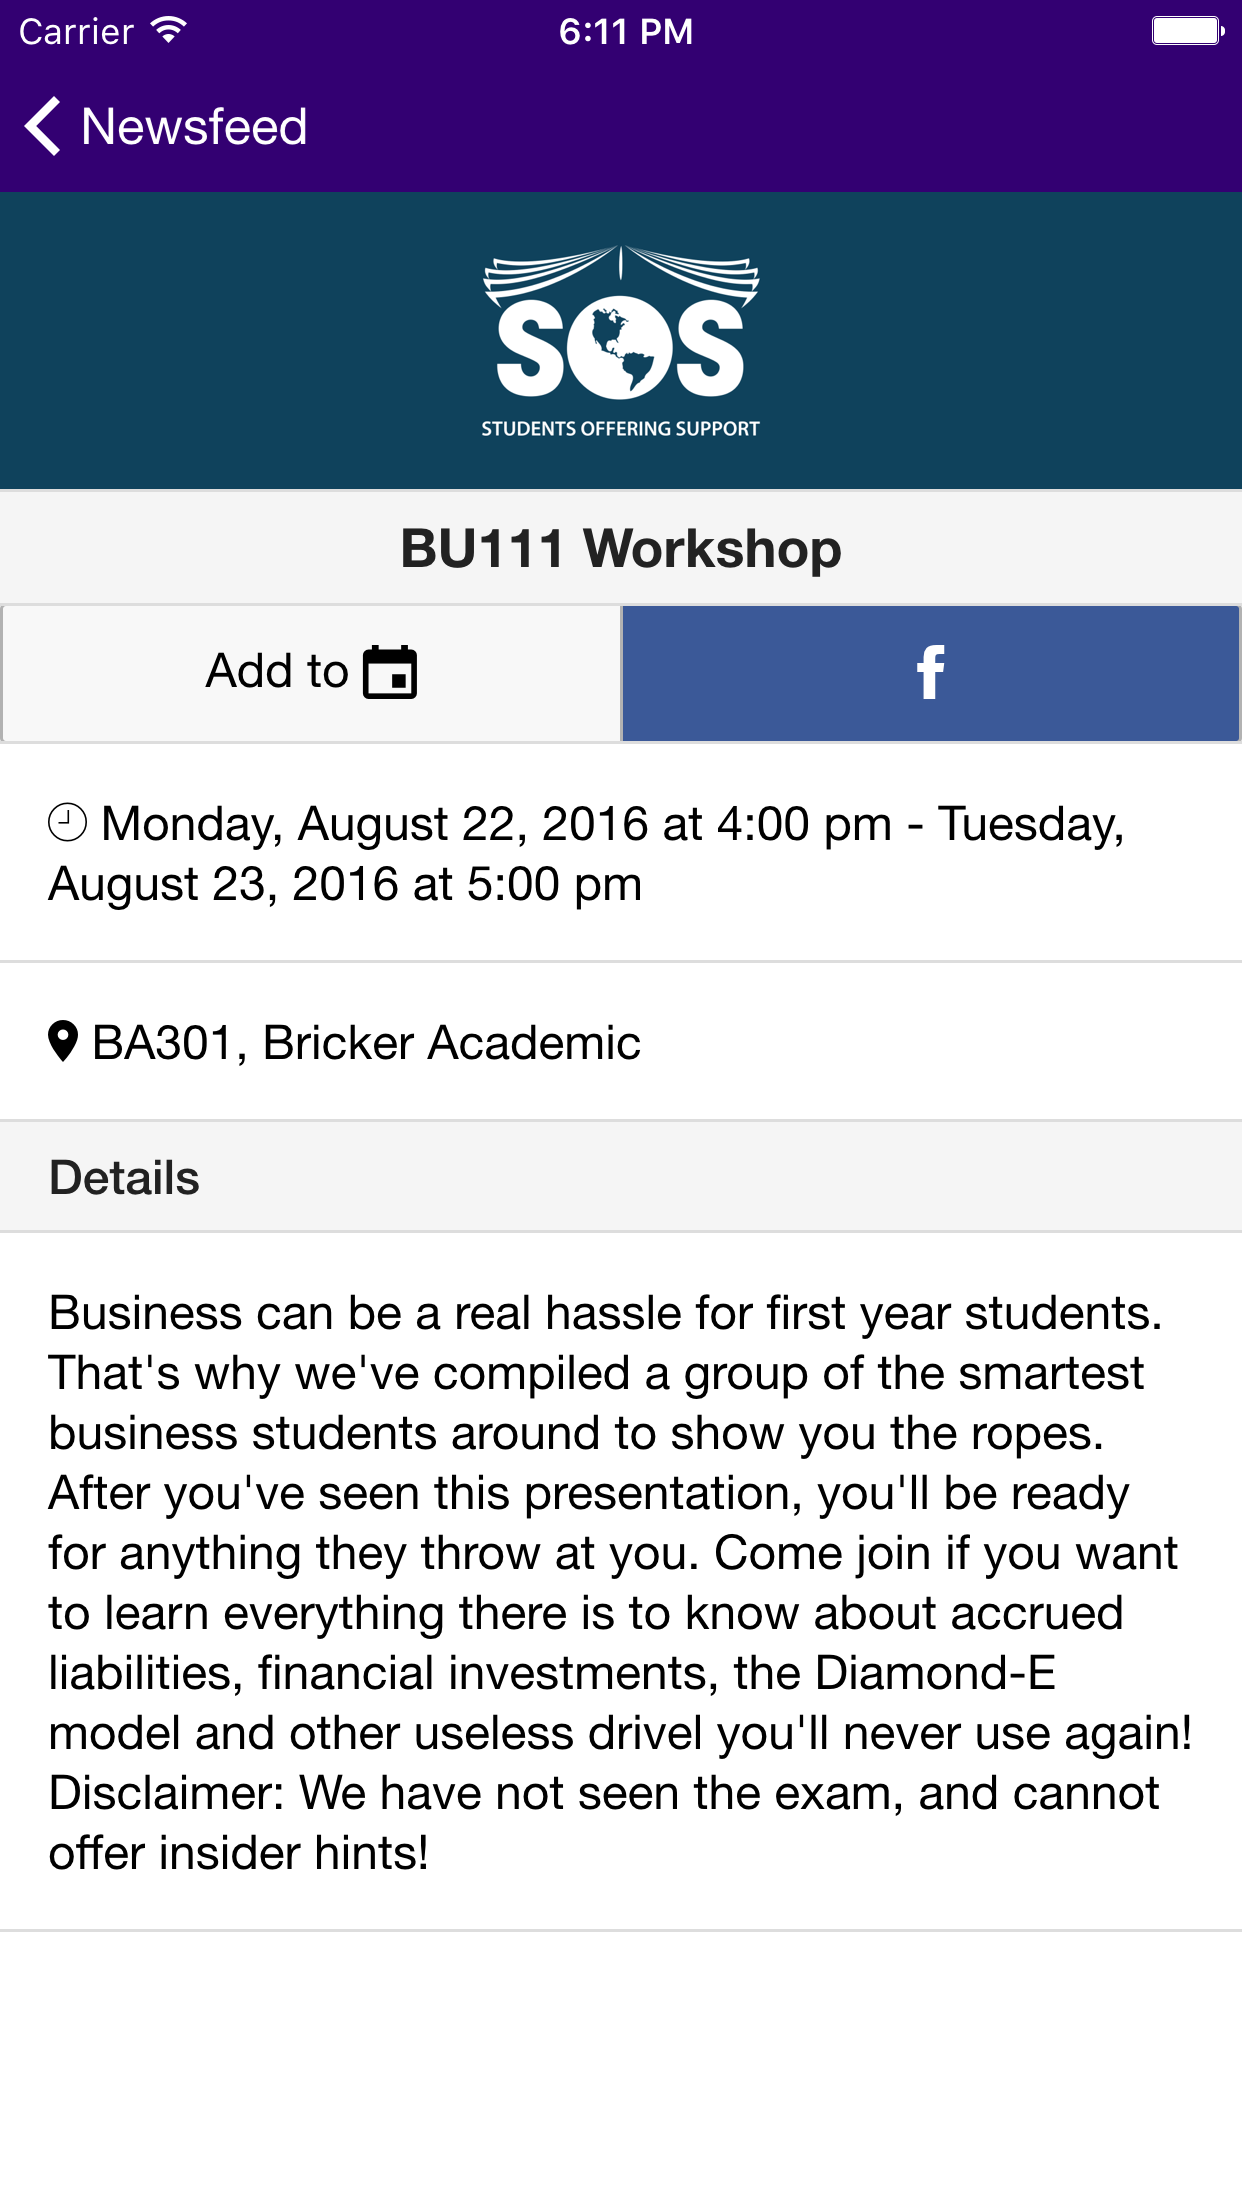 Carrier 6:11 PM
Newsfeed
SOS
STUDENTS OFFERING SUPPORT
BU111 Workshop
Add to
f
Monday, August 22, 2016 at 4:00 pm - Tuesday,
August 23, 2016 at 5:00 pm
BA301, Bricker Academic
Details
Business can be a real hassle for first year students.
That's why we've compiled a group of the smartest
business students around to show you the ropes.
After you've seen this presentation, you'll be ready
for anything they throw at you. Come join if you want
to learn everything there is to know about accrued
liabilities, financial investments, the Diamond-E
model and other useless drivel you'll never use again!
Disclaimer: We have not seen the exam, and cannot
offer insider hints!